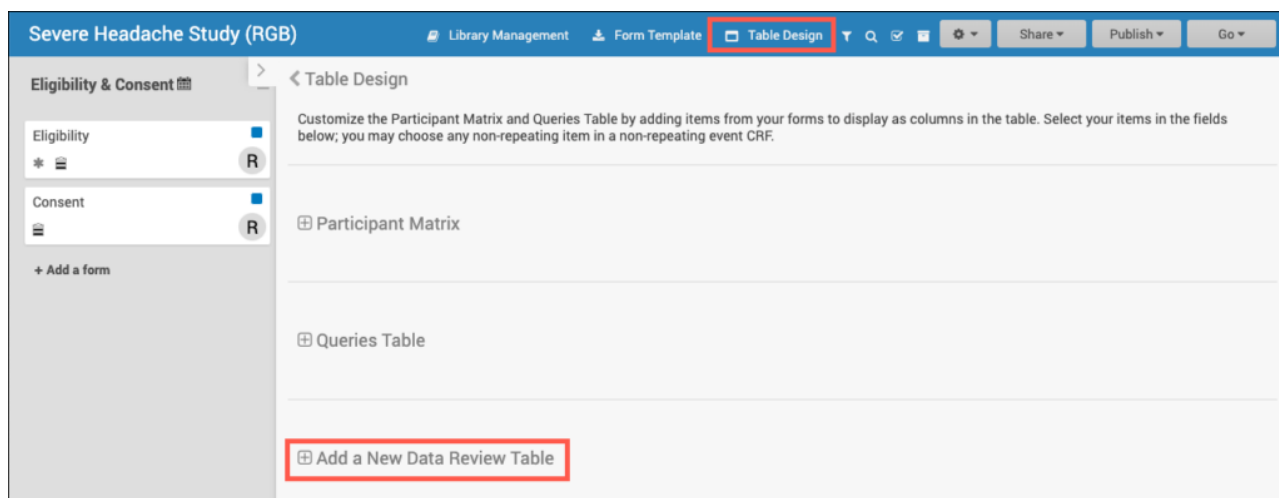 Severe Headache Study (RGB)
Library Management
Form Template
Table Design
Share
Publish
Go
Eligibility & Consent
Eligibility
R
Consent
R
+ Add a form
Table Design
Customize the Participant Matrix and Queries Table by adding items from your forms to display as columns in the table. Select your items in the fields
below; you may choose any non-repeating item in a non-repeating event CRF.
Participant Matrix
Queries Table
Add a New Data Review Table